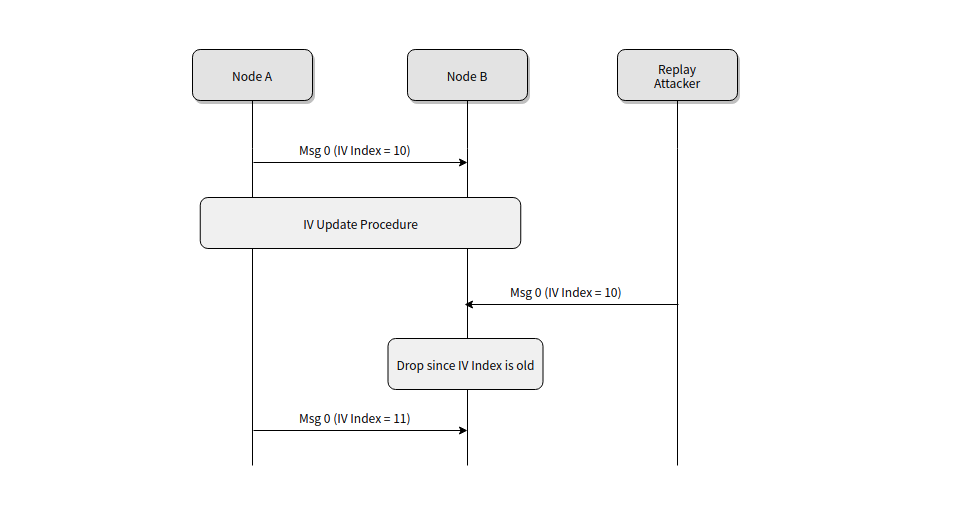 Node A
Node B
Replay
Attacker
Msg 0 (IV Index = 10)
IV Update Procedure
Msg 0 (IV Index = 10)
Drop since IV Index is old
Msg 0 (IV Index = 11)